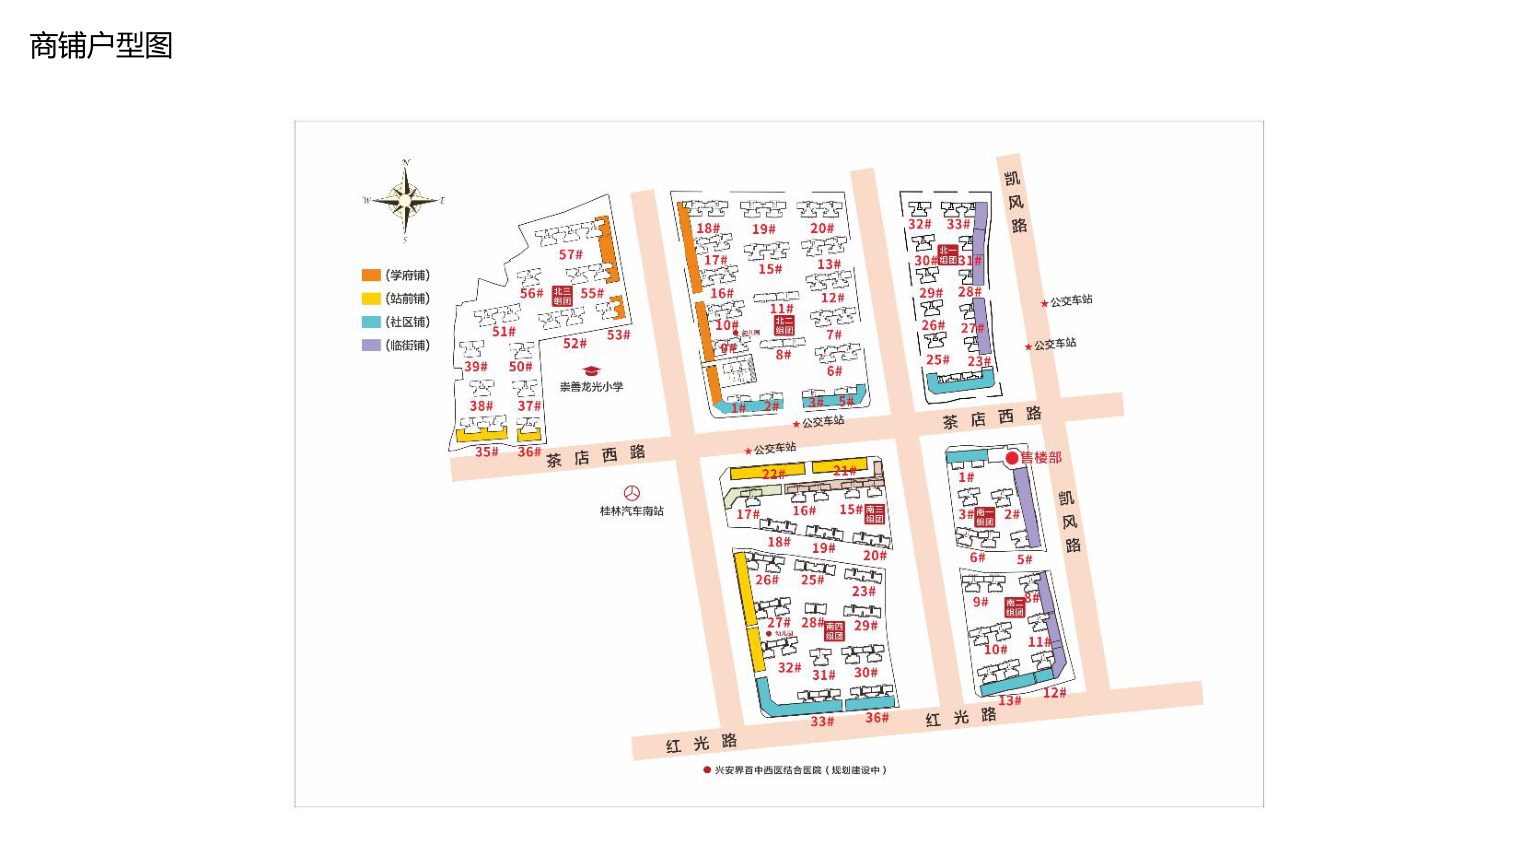 商铺户型图
N
W
E
S
(学府铺)
(站前铺)
(社区铺)
(临街铺)
57#
56#
北三
组团
55#
51#
52#
53#
39#
50#
崇善龙光小学
38#
37#
35#
36#
18#
19#
20#
17#
15#
13#
16#
12#
11#
10#
北二
组团
幼儿园
7#
9#
8#
6#
1#
2#
3#
5#
公交车站
32#
33#
30#
北一
组团
31#
29#
28#
26#
27#
25#
23#
凯风路
公交车站
公交车站
茶店西路
茶店西路
公交车站
桂林汽车南站
22#
21#
17#
16#
15#
南三
组团
18#
19#
20#
26#
25#
23#
27#
28#
南四
组团
29#
幼儿园
32#
31#
30#
33#
36#
售楼部
1#
3#
南一
组团
2#
6#
5#
凯风路
9#
南二
组团
8#
10#
11#
13#
12#
红光路
红光路
兴安界首中西医结合医院(规划建设中)